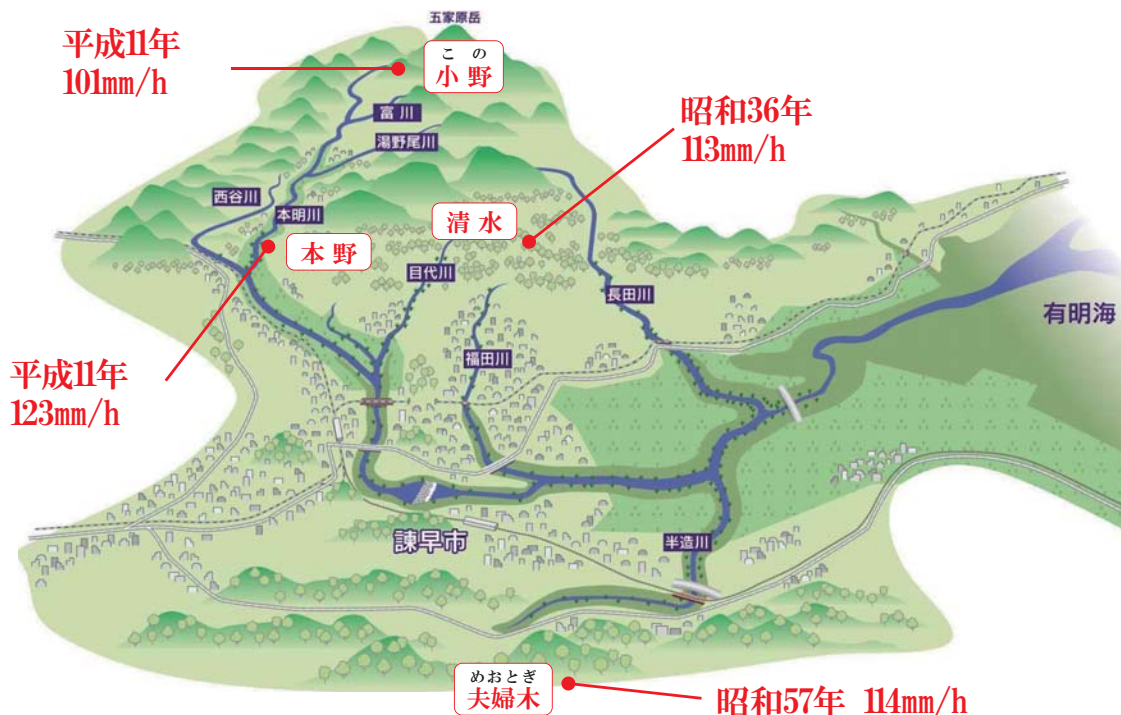 五家原岳
平成11年
101mm/h
この
小野
富川
湯野尾川
昭和36年
113mm/h
西谷川
本明川
清水
本野
目代川
長田川
有明海
福田川
平成11年
123mm/h
諫早市
半造川
めおとぎ
夫婦木
昭和57年 114mm/h